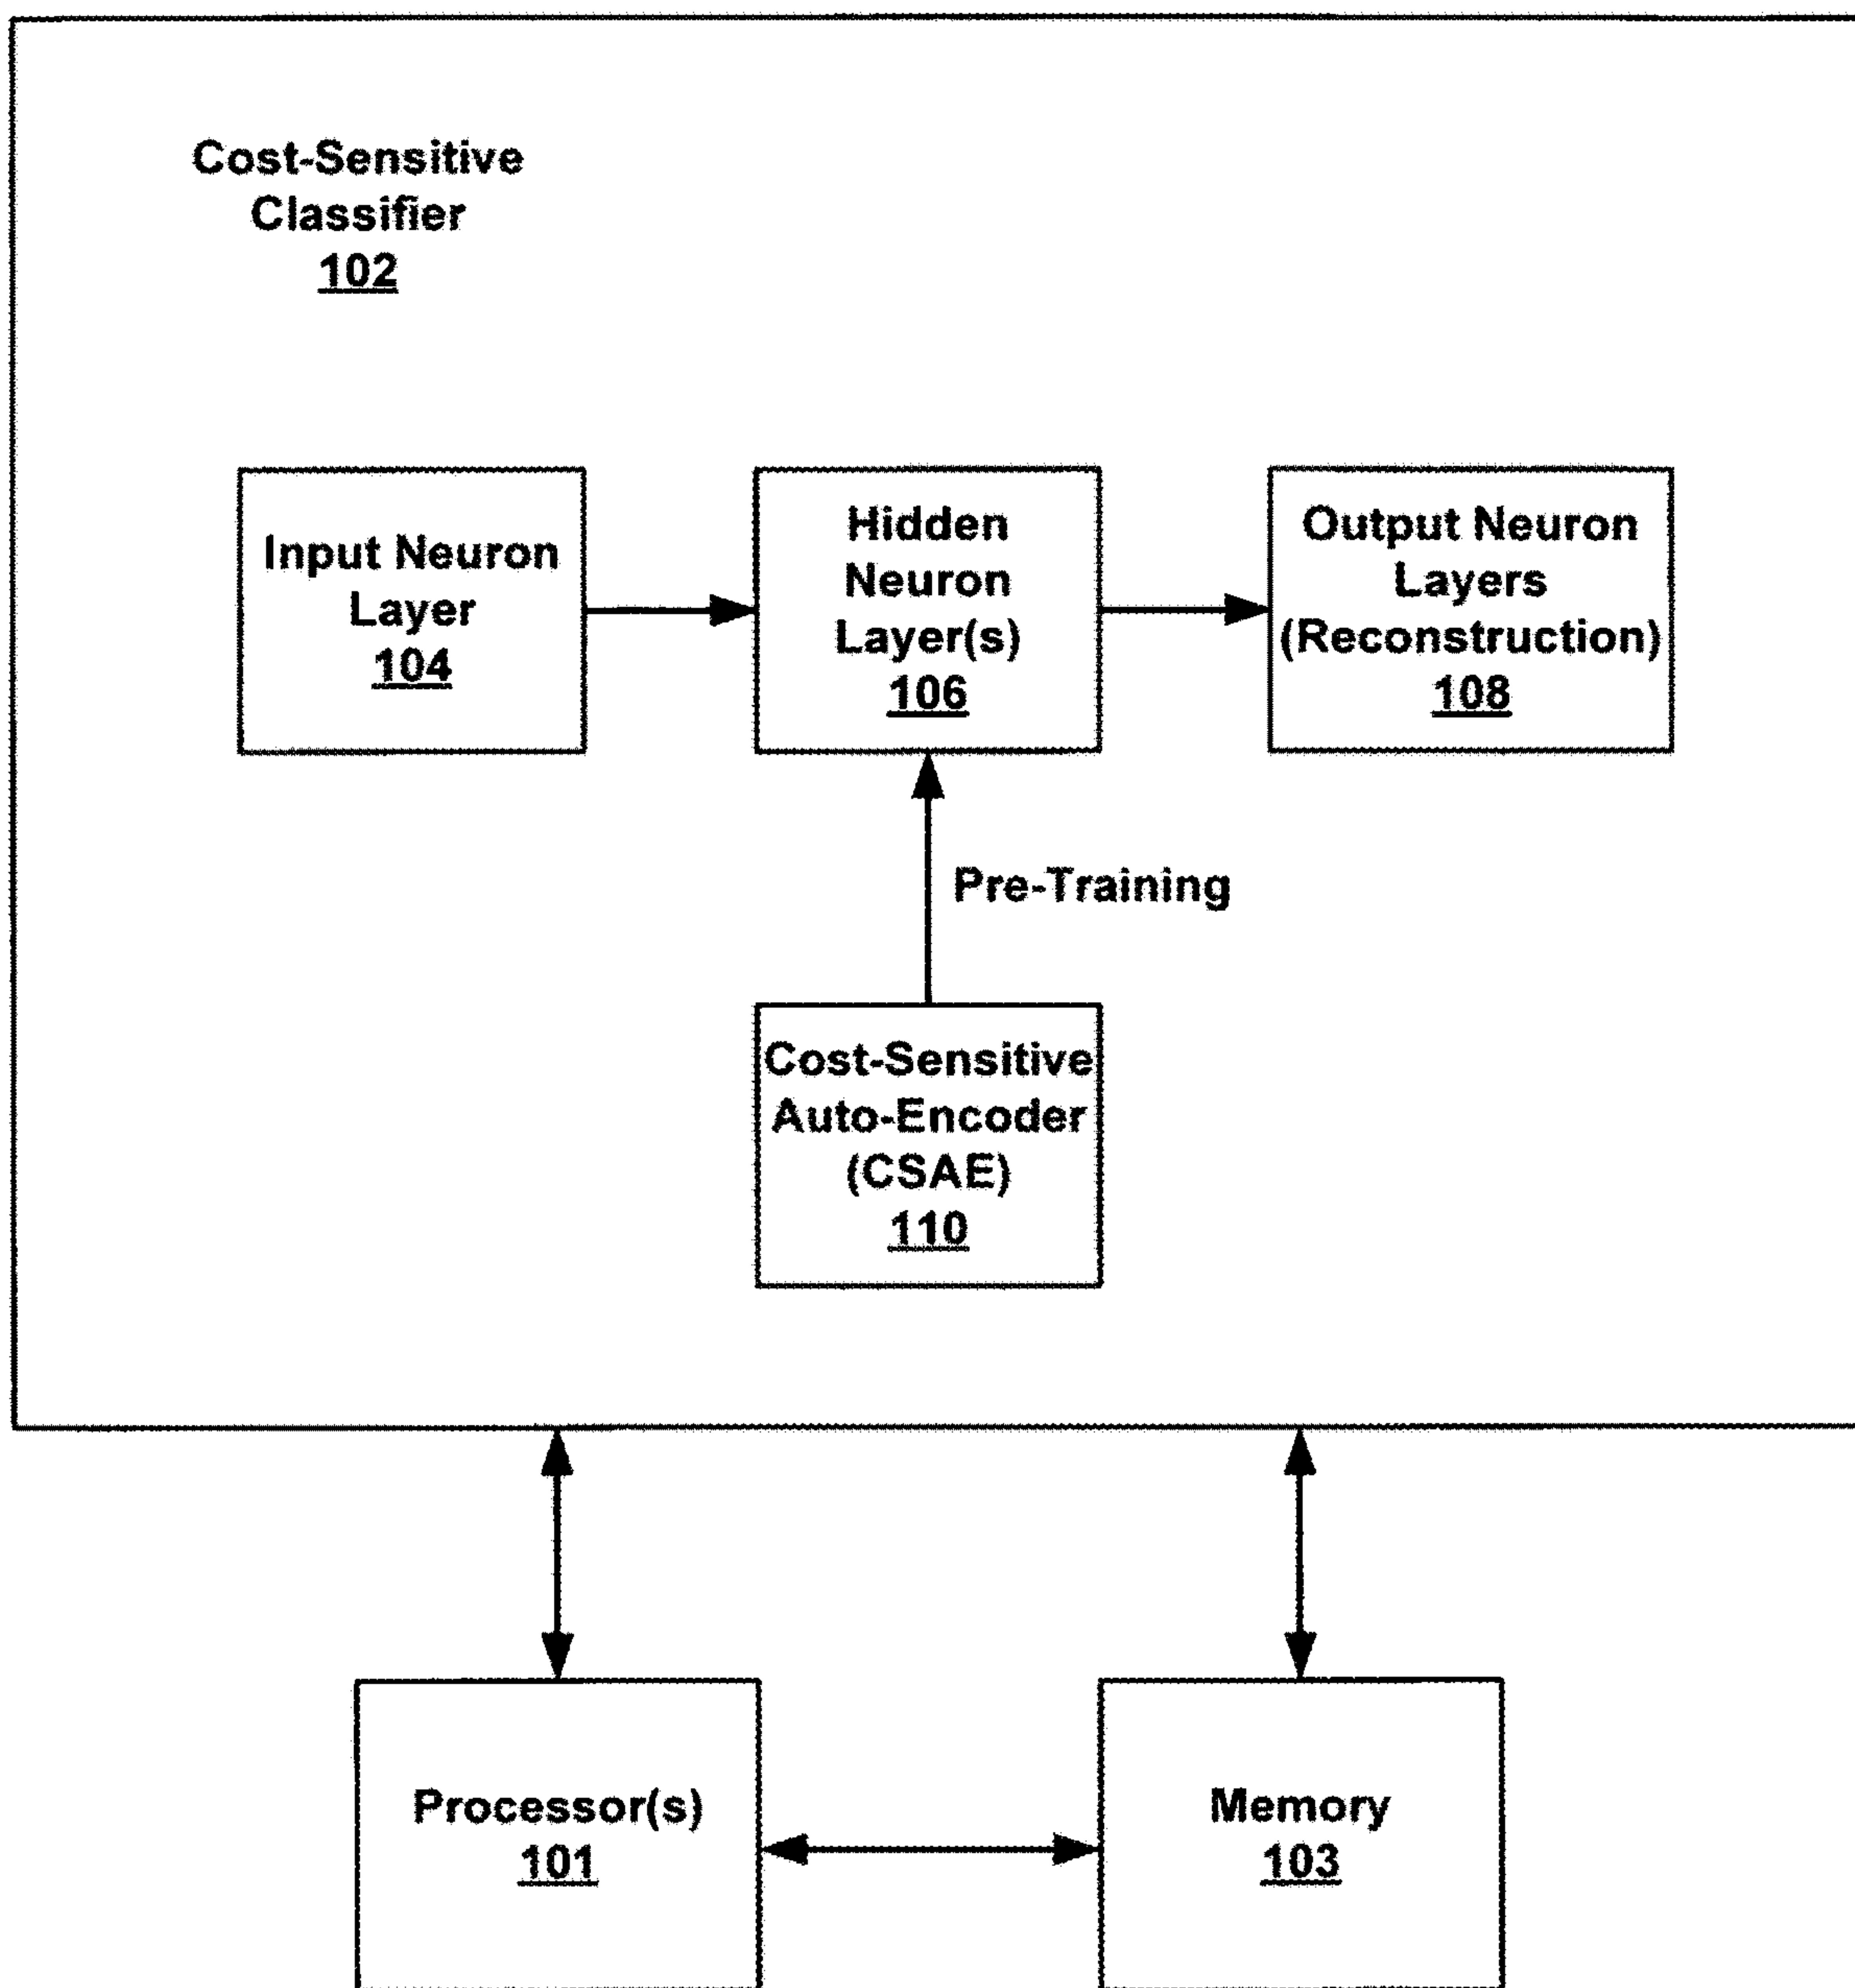 Cost-Sensitive
Classifier
102
Input Neuron
Layer
104
Hidden
Neuron
Layer(s)
106
Output Neuron
Layers
(Reconstruction)
108
Pre-Training
Cost-Sensitive
Auto-Encoder
(CSAE)
110
Processor(s)
101
Memory
103